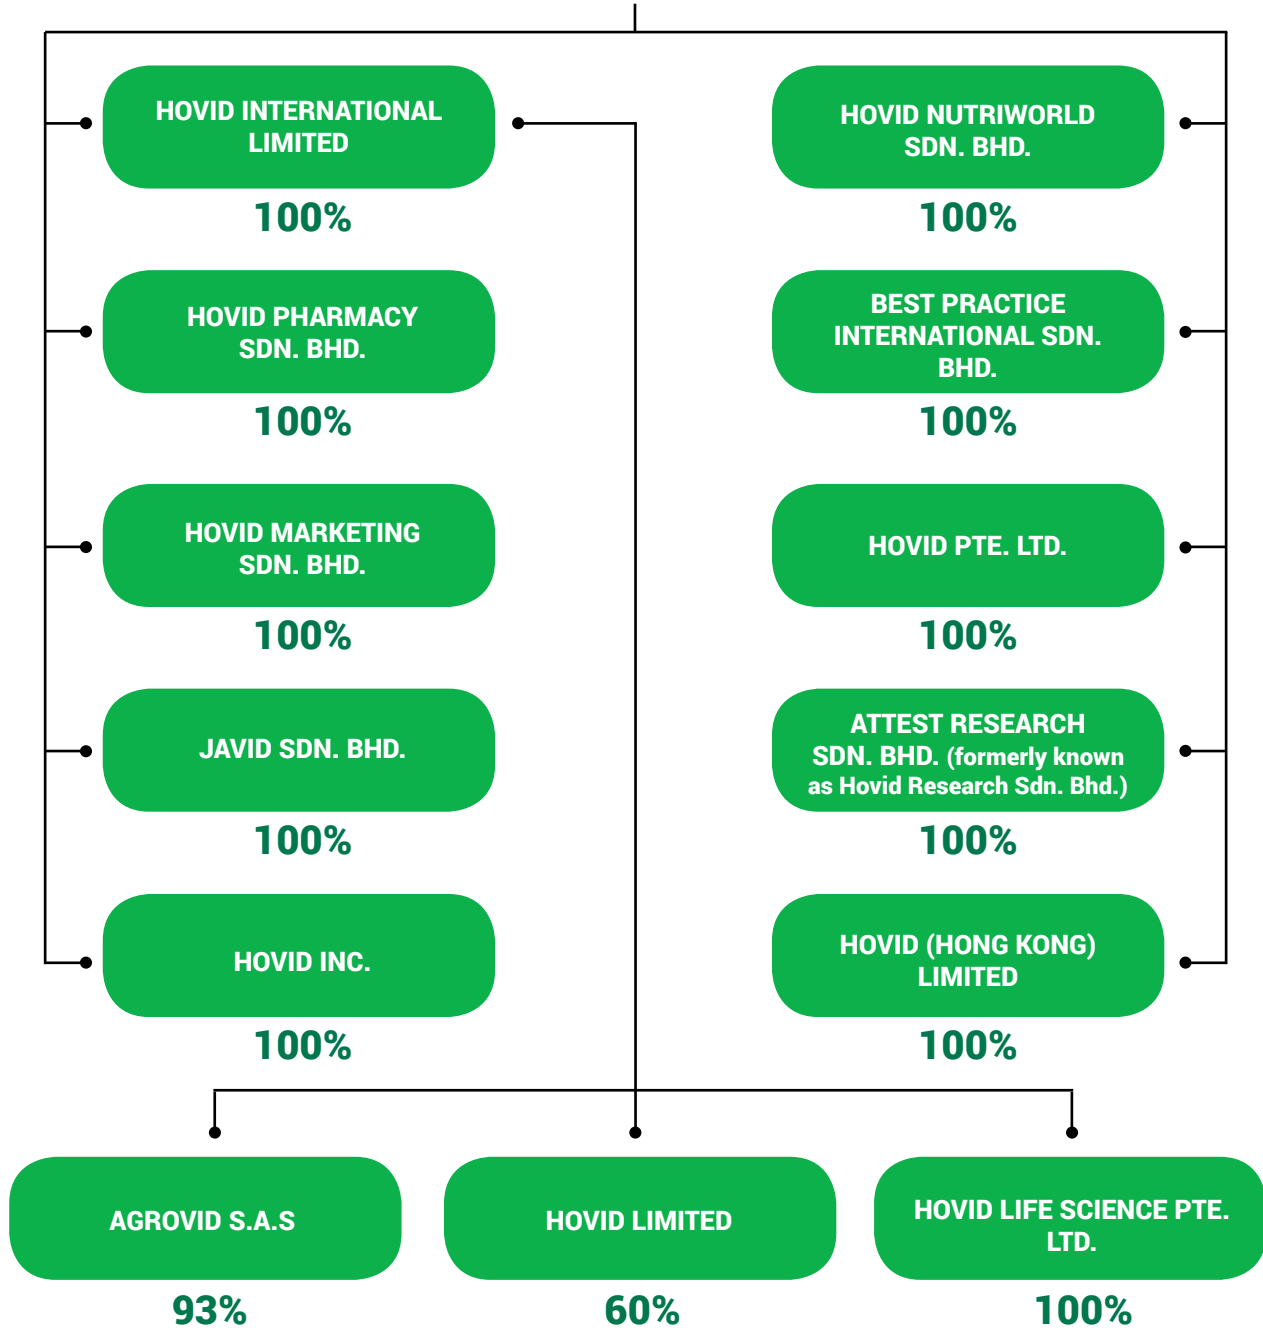 HOVID INTERNATIONAL
LIMITED
100%
HOVID NUTRIWORLD
SDN. BHD.
100%
HOVID PHARMACY
SDN. BHD.
100%
BEST PRACTICE
INTERNATIONAL SDN.
BHD.
100%
HOVID MARKETING
SDN. BHD.
100%
HOVID PTE. LTD.
100%
JAVID SDN. BHD.
100%
ATTEST RESEARCH
SDN. BHD. (formerly known
as Hovid Research Sdn. Bhd.)
100%
HOVID INC.
100%
HOVID (HONG KONG)
LIMITED
100%
AGROVID S.A.S
93%
HOVID LIMITED
60%
HOVID LIFE SCIENCE PTE.
LTD.
100%